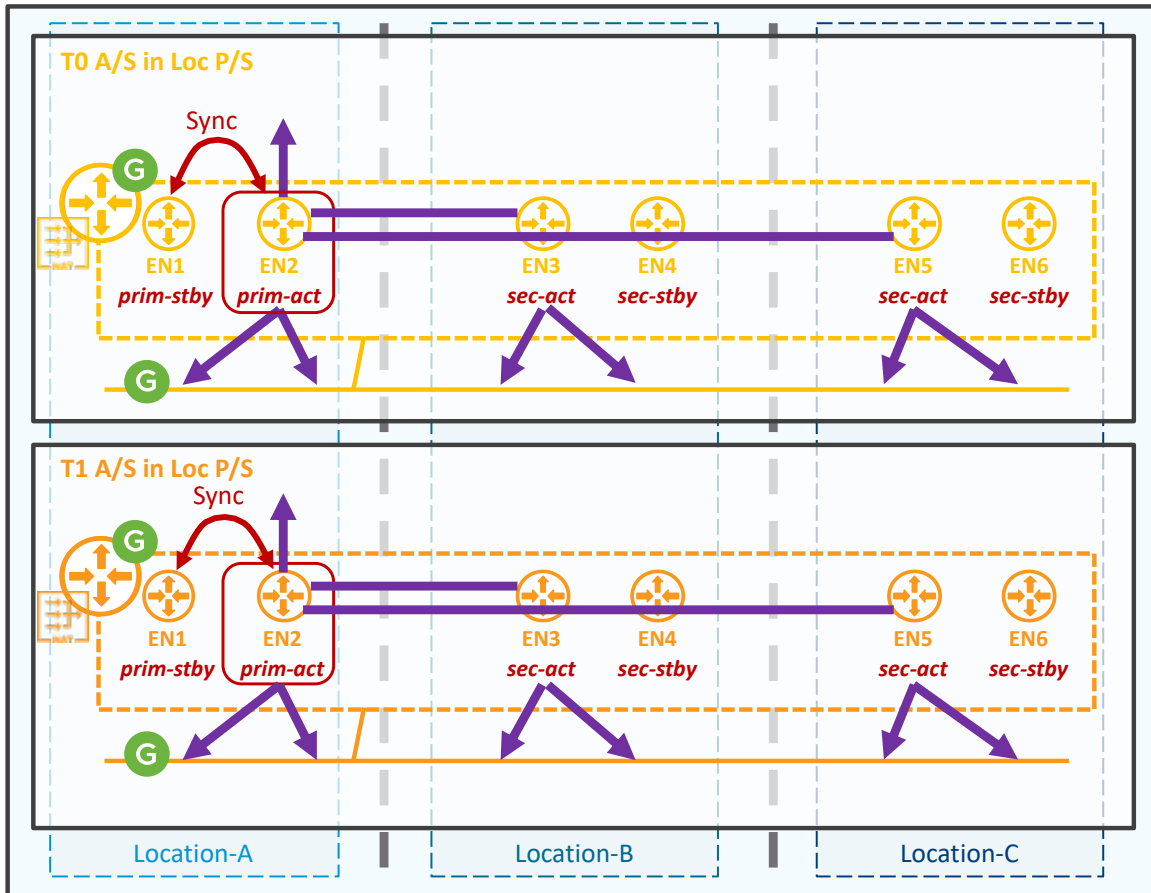 T0 A/S in Loc P/S
Sync
G
NAT
EN1 EN2 EN3 EN4 EN5 EN6
prim-stby prim-act sec-act sec-stby sec-act sec-stby
G
T1 A/S in Loc P/S
Sync
G
NAT
EN1 EN2 EN3 EN4 EN5 EN6
prim-stby prim-act sec-act sec-stby sec-act sec-stby
G
Location-A Location-B Location-C